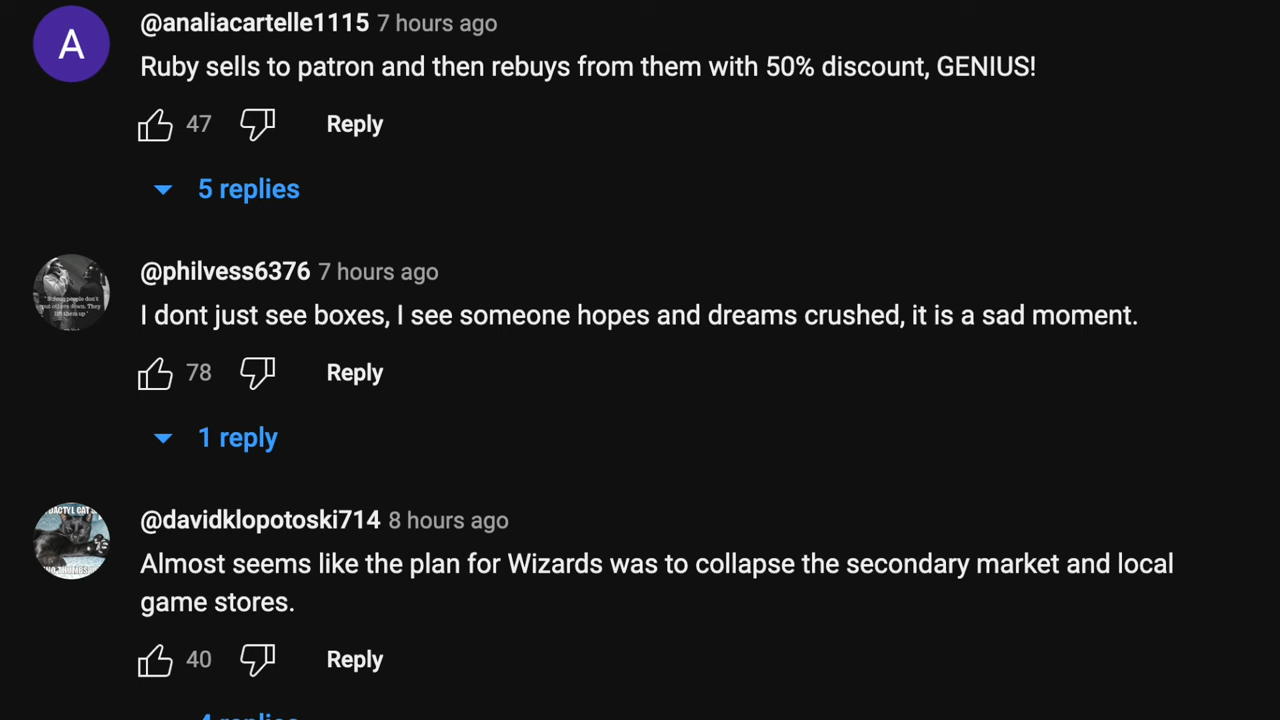 A
@analiacartelle1115 7 hours ago
Ruby sells to patron and then rebuys from them with 50% discount, GENIUS!
47 Reply
5 replies
@philvess6376 7 hours ago
I dont just see boxes, I see someone hopes and dreams crushed, it is a sad moment.
78 Reply
1 reply
@davidklopotoski714 8 hours ago
Almost seems like the plan for Wizards was to collapse the secondary market and local
game stores.
40 Reply
4 replies